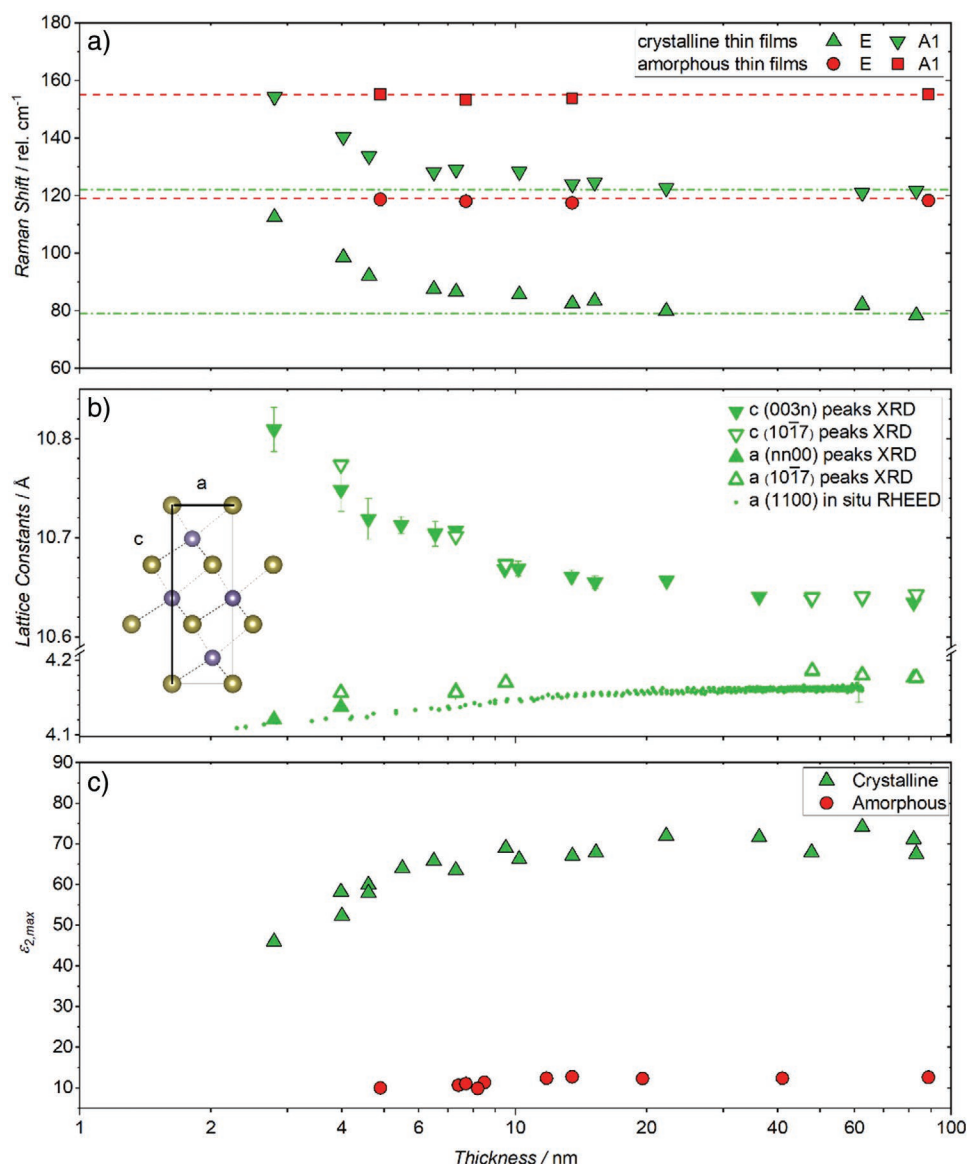 a)
crystalline thin films E A1
amorphous thin films E A1
180
160
140
120
100
80
60
Raman Shift / rel. cm⁻¹
b)
c (003n) peaks XRD
c (101̄7) peaks XRD
a (nn00) peaks XRD
a (101̄7) peaks XRD
a (1100) in situ RHEED
a
c
10.8
10.7
10.6
4.2
4.1
Lattice Constants / Å
c)
Crystalline
Amorphous
90
80
70
60
50
40
30
20
10
ε2,max
1 2 4 6 8 10 20 40 60 80 100
Thickness / nm